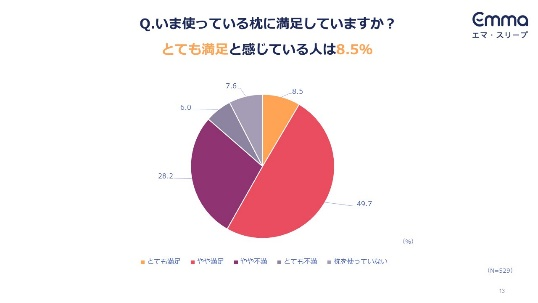 Q.いま使っている枕に満足していますか？
とても満足と感じている人は8.5%
emma
エマ・スリープ
7.6
8.5
6.0
28.2
49.7
(%)
とても満足 やや満足 やや不満 とても不満 枕を使っていない
(N=529)
13